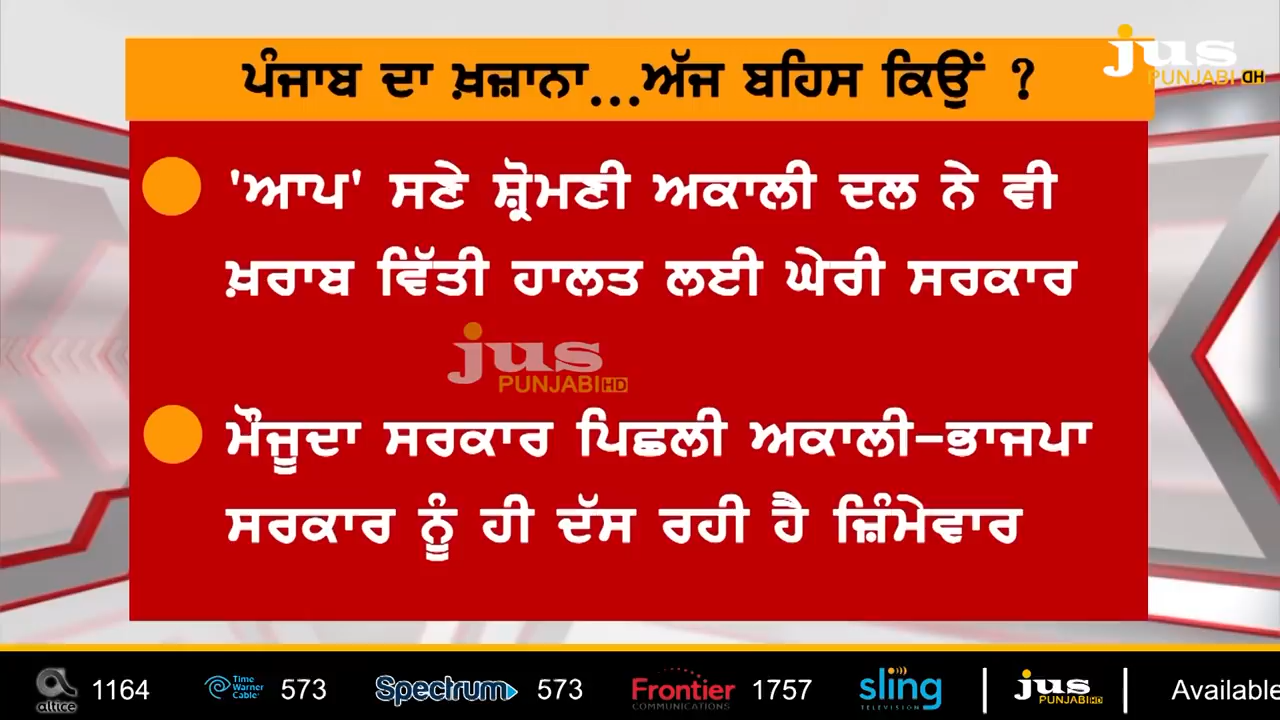 ਪੰਜਾਬ ਦਾ ਖ਼ਜ਼ਾਨਾ...ਅੱਜ ਬਹਿਸ ਕਿਉਂ ?
jus
PUNJABI HD
'ਆਪ' ਸਣੇ ਸ਼੍ਰੋਮਣੀ ਅਕਾਲੀ ਦਲ ਨੇ ਵੀ
ਖ਼ਰਾਬ ਵਿੱਤੀ ਹਾਲਤ ਲਈ ਘੇਰੀ ਸਰਕਾਰ
jus
PUNJABI HD
ਮੌਜੂਦਾ ਸਰਕਾਰ ਪਿਛਲੀ ਅਕਾਲੀ-ਭਾਜਪਾ
ਸਰਕਾਰ ਨੂੰ ਹੀ ਦੱਸ ਰਹੀ ਹੈ ਜ਼ਿੰਮੇਵਾਰ
altice 1164 Time Warner Cable 573 Spectrum 573 Frontier COMMUNICATIONS 1757 sling TELEVISION | jus PUNJABI HD | Available